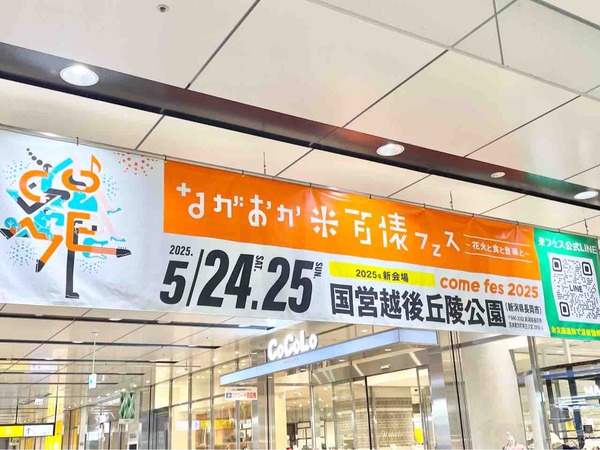 ながおか 米百俵フェス
～花火と食と音楽と～
2025.
5/24.25
SAT.
SUN.
2025年 新会場
come fes 2025
国営越後丘陵公園
(新潟県長岡市)
米フェス公式LINE
LINE
CoCoLo